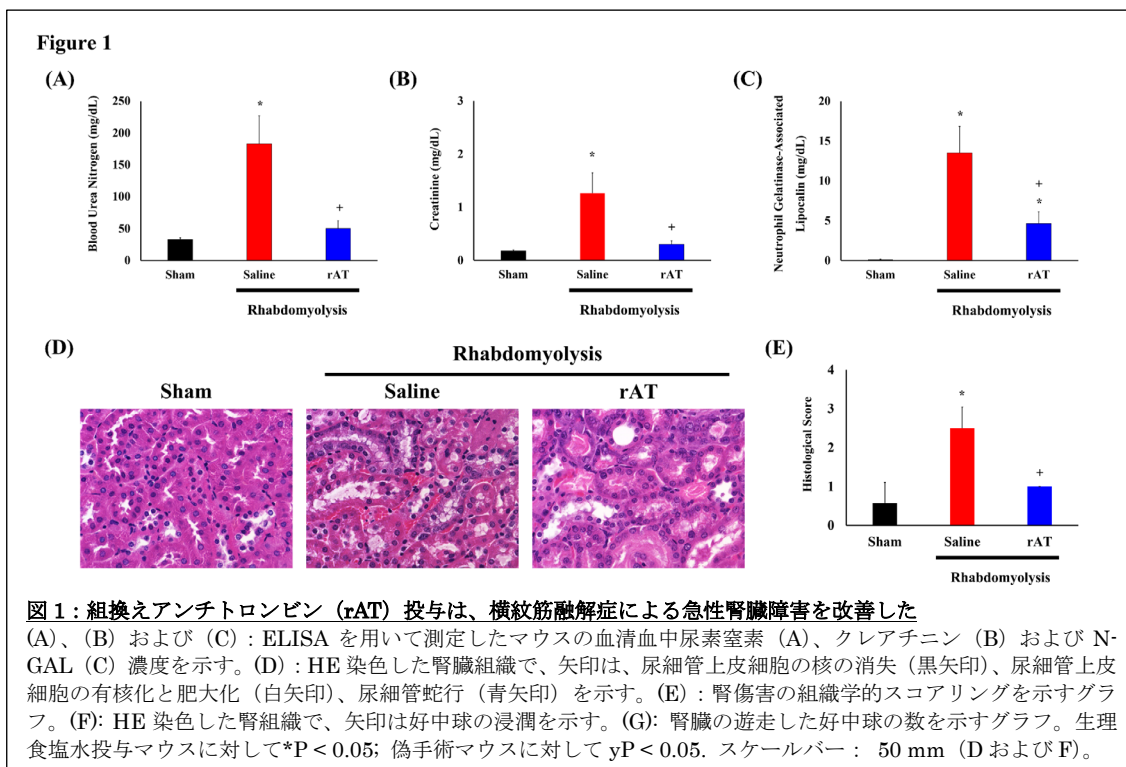 Figure 1
(A)
Blood Urea Nitrogen (mg/dL)
250
200
150
100
50
0
*
+
Sham
Saline
rAT
Rhabdomyolysis
(B)
Creatinine (mg/dL)
3
2
1
0
*
+
Sham
Saline
rAT
Rhabdomyolysis
(C)
Neutrophil Gelatinase-Associated
Lipocalin (mg/dL)
20
15
10
5
0
*
+
*
Sham
Saline
rAT
Rhabdomyolysis
(D)
Rhabdomyolysis
Sham
Saline
rAT
(E)
Histological Score
4
3
2
1
0
*
+
Sham
Saline
rAT
Rhabdomyolysis
図 1：組換えアンチトロンビン（rAT）投与は、横紋筋融解症による急性腎臓障害を改善した
(A)、(B) および (C)：ELISA を用いて測定したマウスの血清血中尿素窒素 (A)、クレアチニン (B) および N-
GAL (C) 濃度を示す。(D)：HE 染色した腎臓組織で、矢印は、尿細管上皮細胞の核の消失（黒矢印）、尿細管上皮
細胞の有核化と肥大化（白矢印）、尿細管蛇行（青矢印）を示す。(E)：腎傷害の組織学的スコアリングを示すグラ
フ。(F): HE 染色した腎組織で、矢印は好中球の浸潤を示す。(G): 腎臓の遊走した好中球の数を示すグラフ。生理
食塩水投与マウスに対して*P < 0.05; 偽手術マウスに対して yP < 0.05. スケールバー： 50 mm（D および F）。